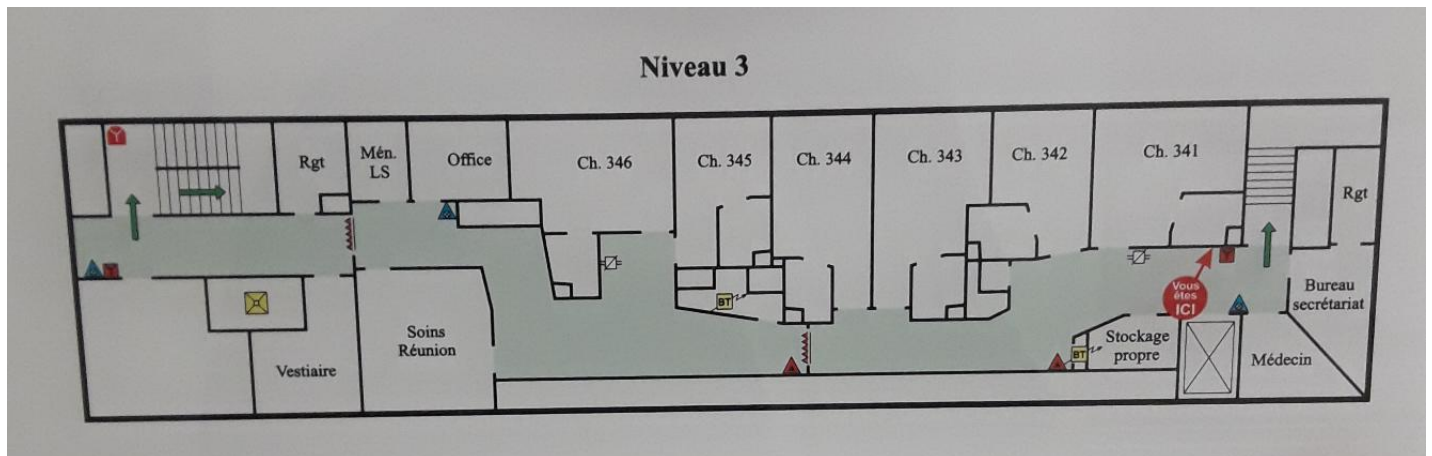 Niveau 3
Rgt
Mén.
LS
Office
Ch. 346
Ch. 345
Ch. 344
Ch. 343
Ch. 342
Ch. 341
Rgt
Vous
êtes
ICI
Bureau
secrétariat
BT
BT
Soins
Réunion
Vestiaire
Stockage
propre
Médecin